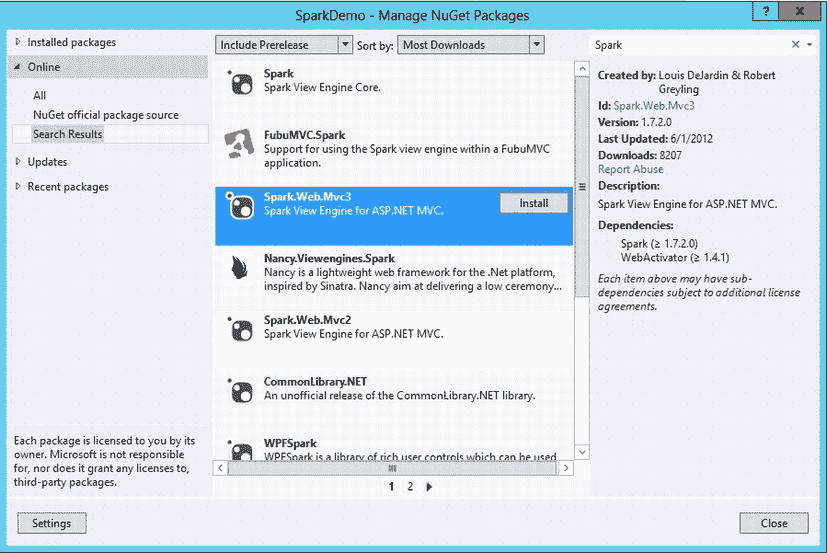 SparkDemo - Manage NuGet Packages
?
Installed packages
Online
All
NuGet official package source
Search Results
Updates
Recent packages
Each package is licensed to you by its
owner. Microsoft is not responsible
for, nor does it grant any licenses to,
third-party packages.
Settings
Include Prerelease
Sort by:
Most Downloads
Spark
Spark View Engine Core.
FubuMVC.Spark
Support for using the Spark view engine within a FubuMVC
application.
Spark.Web.Mvc3
Spark View Engine for ASP.NET MVC.
Install
Nancy.Viewengines.Spark
Nancy is a lightweight web framework for the .Net platform,
inspired by Sinatra. Nancy aim at delivering a low ceremony...
Spark.Web.Mvc2
Spark View Engine for ASP.NET MVC.
CommonLibrary.NET
An unofficial release of the CommonLibrary.NET library.
WPFSpark
WPFSpark is a library of rich user controls which can be used
1 2
Spark
Created by: Louis DeJardin & Robert
Greyling
Id: Spark.Web.Mvc3
Version: 1.7.2.0
Last Updated: 6/1/2012
Downloads: 8207
Report Abuse
Description:
Spark View Engine for ASP.NET MVC.
Dependencies:
Spark (≥ 1.7.2.0)
WebActivator (≥ 1.4.1)
Each item above may have sub-
dependencies subject to additional license
agreements.
Close